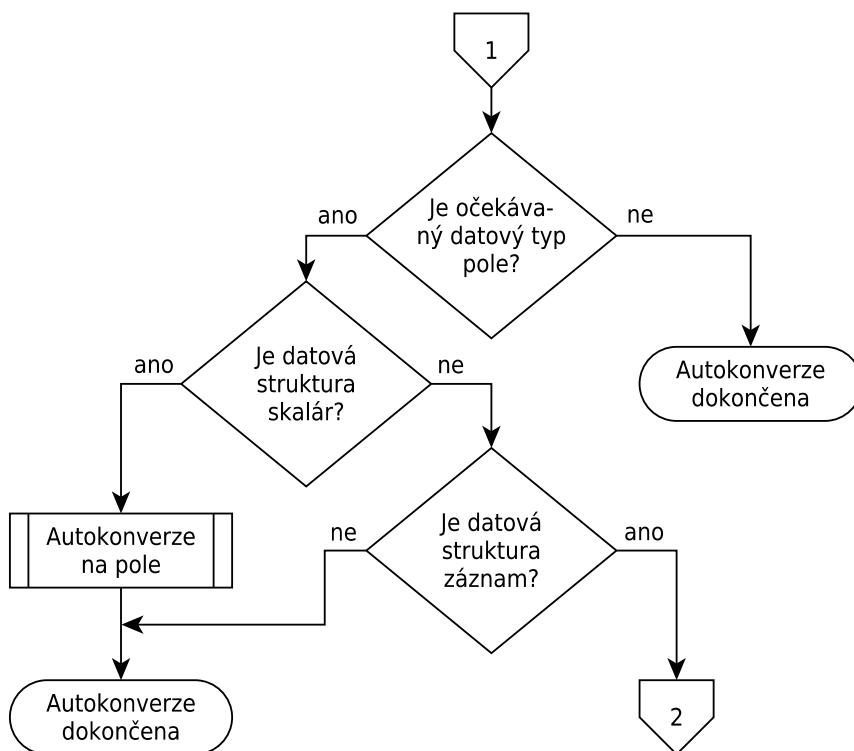 1
Je očekáva-
ný datový typ
pole?
ano
ne
Je datová
struktura
skalár?
ano
ne
Autokonverze
dokončena
Autokonverze
na pole
Je datová
struktura
záznam?
ne
ano
Autokonverze
dokončena
2